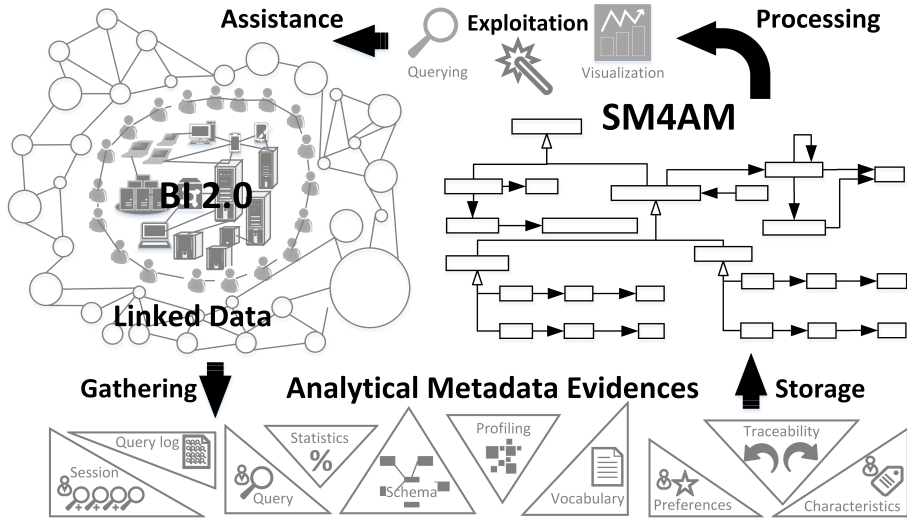 Assistance
Exploitation
Processing
Querying
Visualization
SM4AM
BI 2.0
Linked Data
Gathering
Analytical Metadata Evidences
Storage
Query log
Session
Statistics
%
Query
Schema
Profiling
Vocabulary
Preferences
Traceability
Characteristics